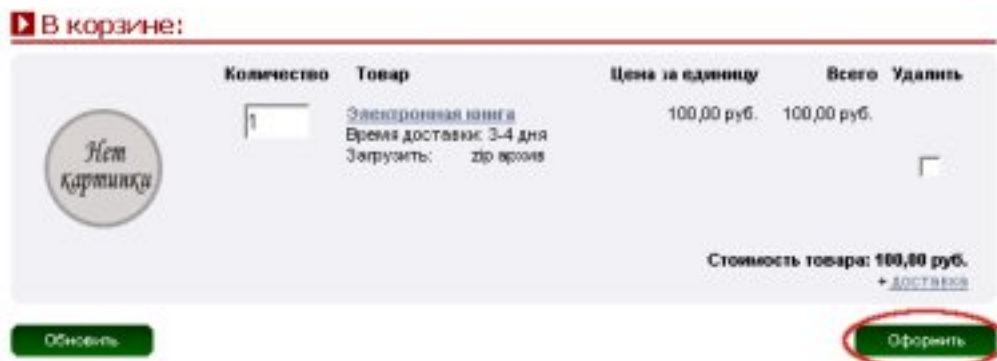 В корзине:
Количество Товар Цена за единицу Всего Удалить
1 Электронная книга 100,00 руб. 100,00 руб.
Время доставки: 3-4 дня
Загрузить: zip архив
Нет
картинки
Стоимость товара: 100,00 руб.
+ доставка
Обновить Оформить